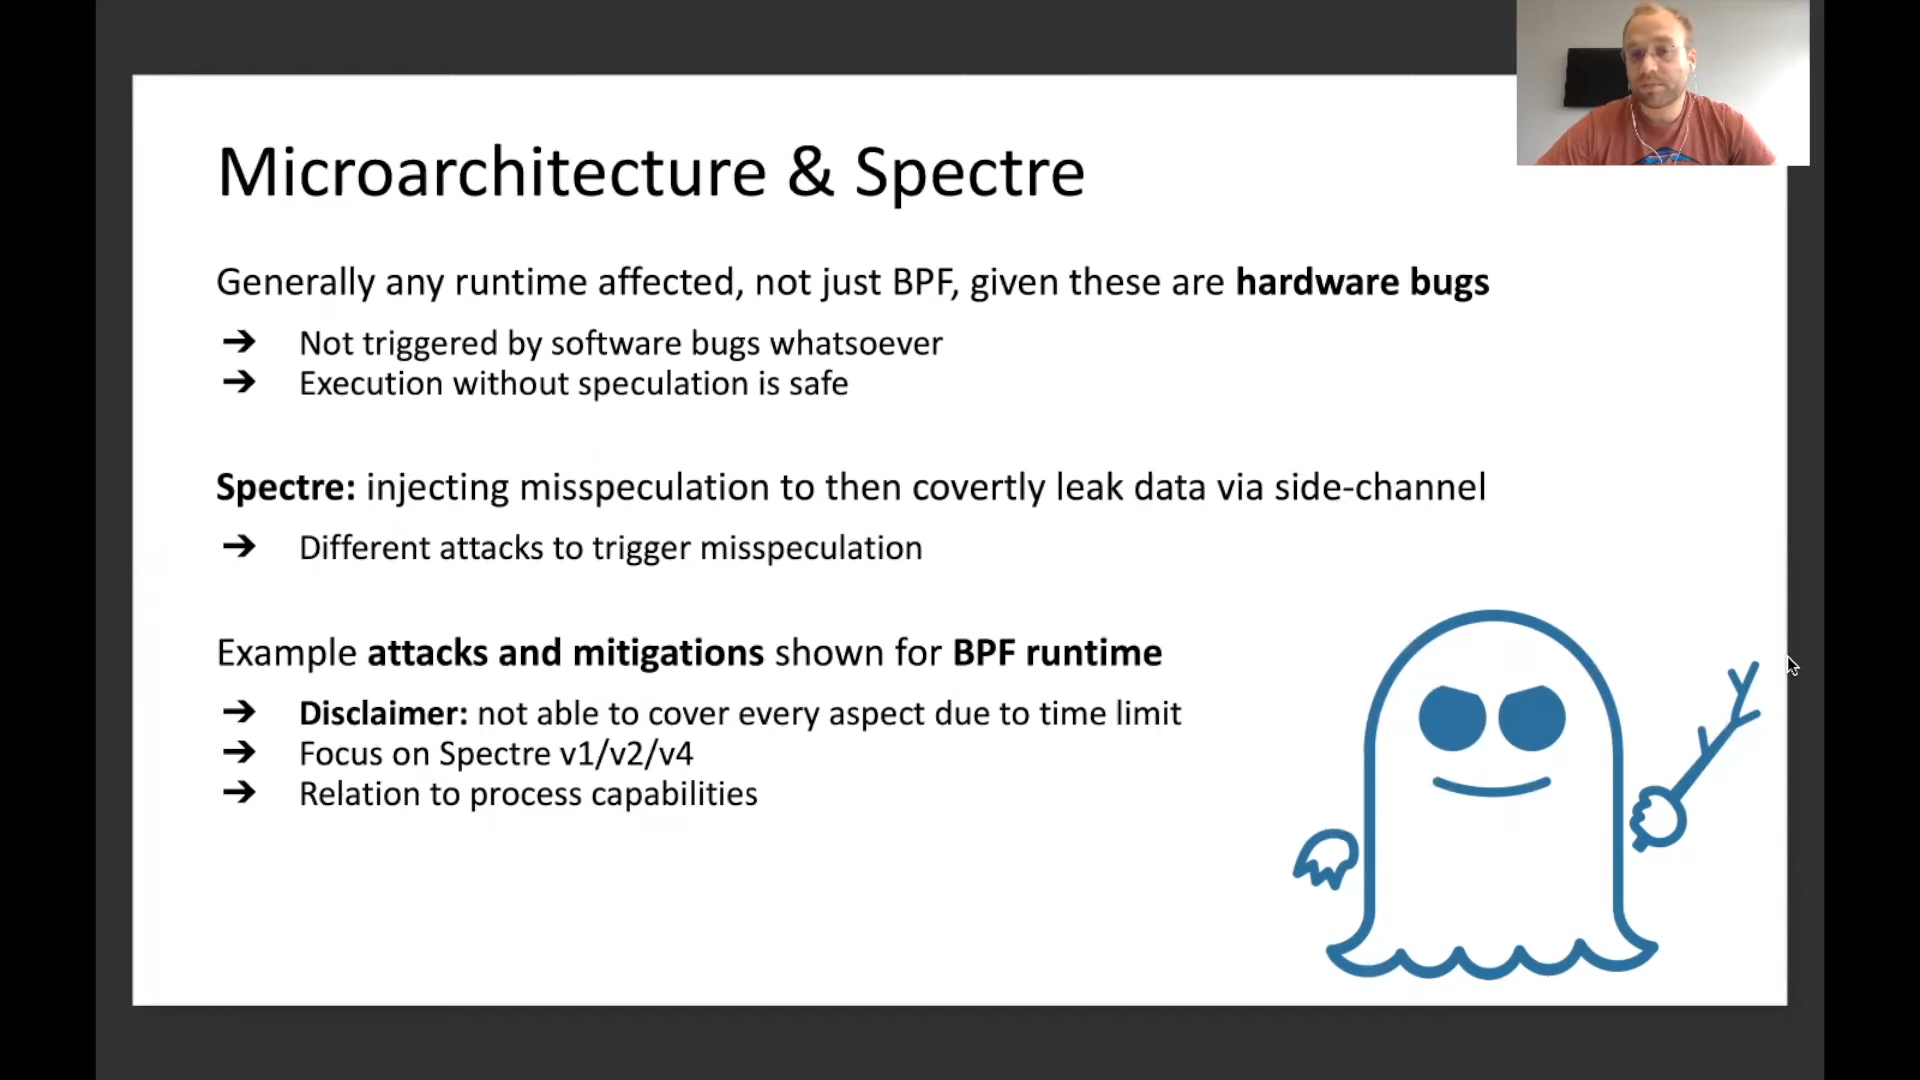 Microarchitecture & Spectre
Generally any runtime affected, not just BPF, given these are hardware bugs
➔ Not triggered by software bugs whatsoever
➔ Execution without speculation is safe
Spectre: injecting misspeculation to then covertly leak data via side-channel
➔ Different attacks to trigger misspeculation
Example attacks and mitigations shown for BPF runtime
➔ Disclaimer: not able to cover every aspect due to time limit
➔ Focus on Spectre v1/v2/v4
➔ Relation to process capabilities